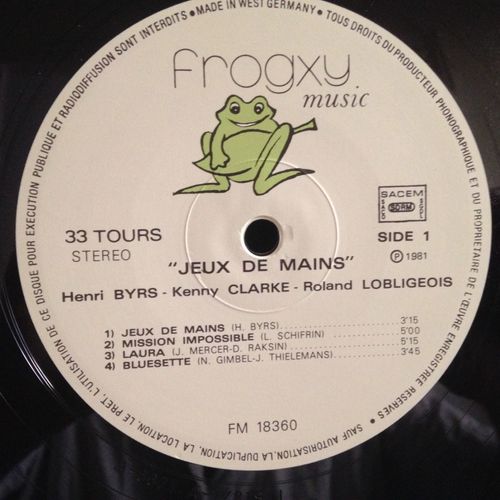 MADE IN WEST GERMANY. TOUS DROITS DU PRODUCTEUR PHONOGRAPHIQUE ET DU PROPRIETAIRE DE L'ŒUVRE ENREGISTREE RESERVES • SAUF AUTORISATION, LA DUPLICATION, LA LOCATION, LE PRET, L'UTILISATION DE CE DISQUE POUR EXECUTION PUBLIQUE ET RADIODIFFUSION SONT INTERDITS •
frogxy
music
33 TOURS
STEREO
SACEM
SDRM
SACD
SGDL
SIDE 1
Ⓟ 1981
"JEUX DE MAINS"
Henri BYRS - Kenny CLARKE - Roland LOBLIGEOIS
1) JEUX DE MAINS (H. BYRS) 3'15
2) MISSION IMPOSSIBLE (L. SCHIFRIN) 5'00
3) LAURA (J. MERCER-D. RAKSIN) 5'15
4) BLUESETTE (N. GIMBEL-J. THIELEMANS) 3'45
FM 18360